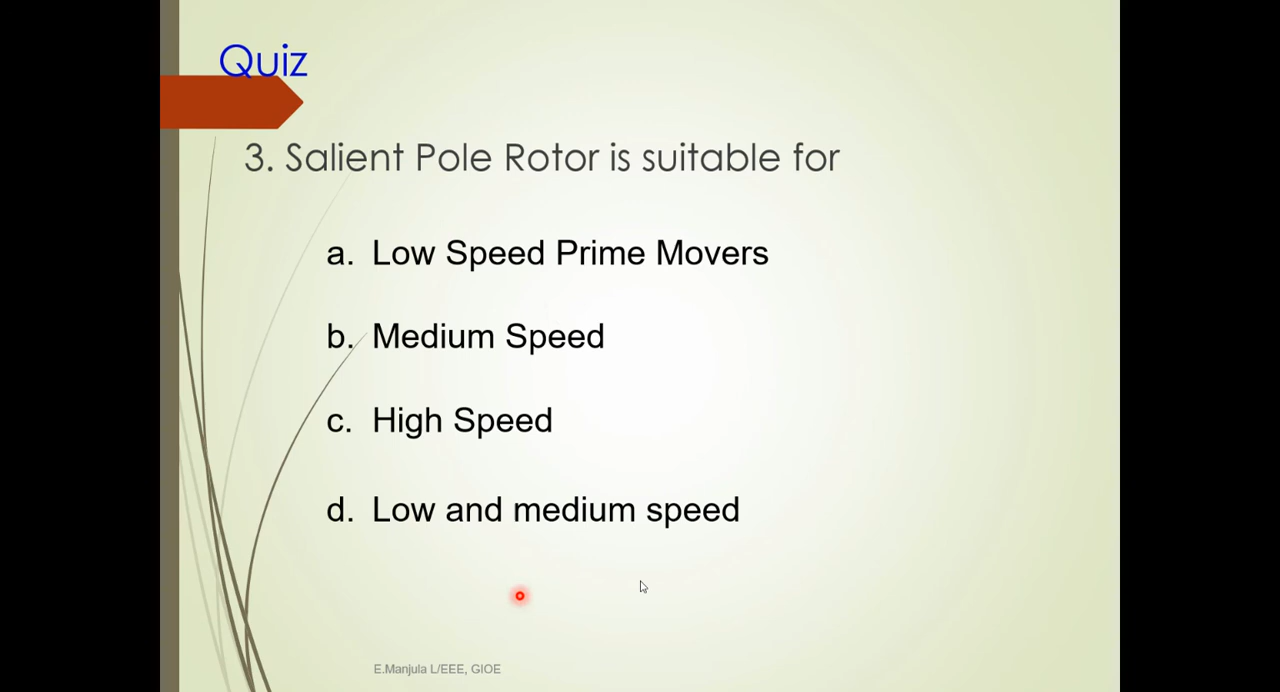 Quiz
3. Salient Pole Rotor is suitable for
a. Low Speed Prime Movers
b. Medium Speed
c. High Speed
d. Low and medium speed
E.Manjula L/EEE, GIOE